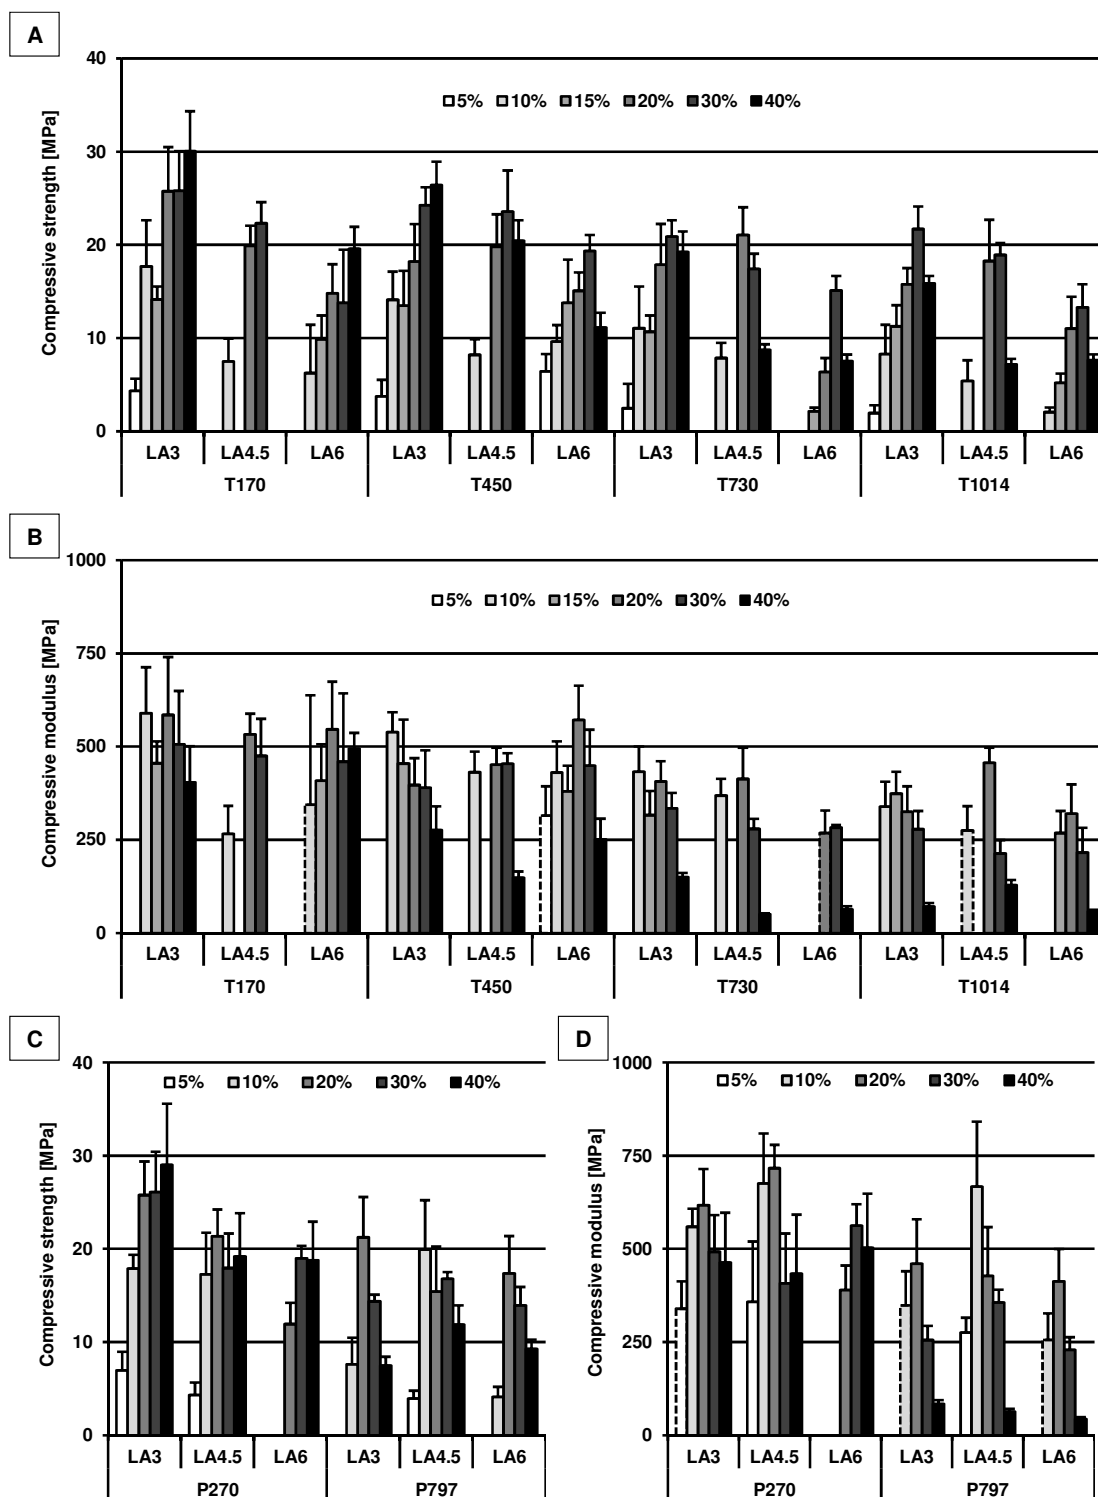 A
Compressive strength [MPa]
40
30
20
10
0
5% 10% 15% 20% 30% 40%
LA3 LA4.5 LA6 LA3 LA4.5 LA6 LA3 LA4.5 LA6 LA3 LA4.5 LA6
T170 T450 T730 T1014
B
Compressive modulus [MPa]
1000
750
500
250
0
5% 10% 15% 20% 30% 40%
LA3 LA4.5 LA6 LA3 LA4.5 LA6 LA3 LA4.5 LA6 LA3 LA4.5 LA6
T170 T450 T730 T1014
C
Compressive strength [MPa]
40
30
20
10
0
5% 10% 20% 30% 40%
LA3 LA4.5 LA6 LA3 LA4.5 LA6
P270 P797
D
Compressive modulus [MPa]
1000
750
500
250
0
5% 10% 20% 30% 40%
LA3 LA4.5 LA6 LA3 LA4.5 LA6
P270 P797